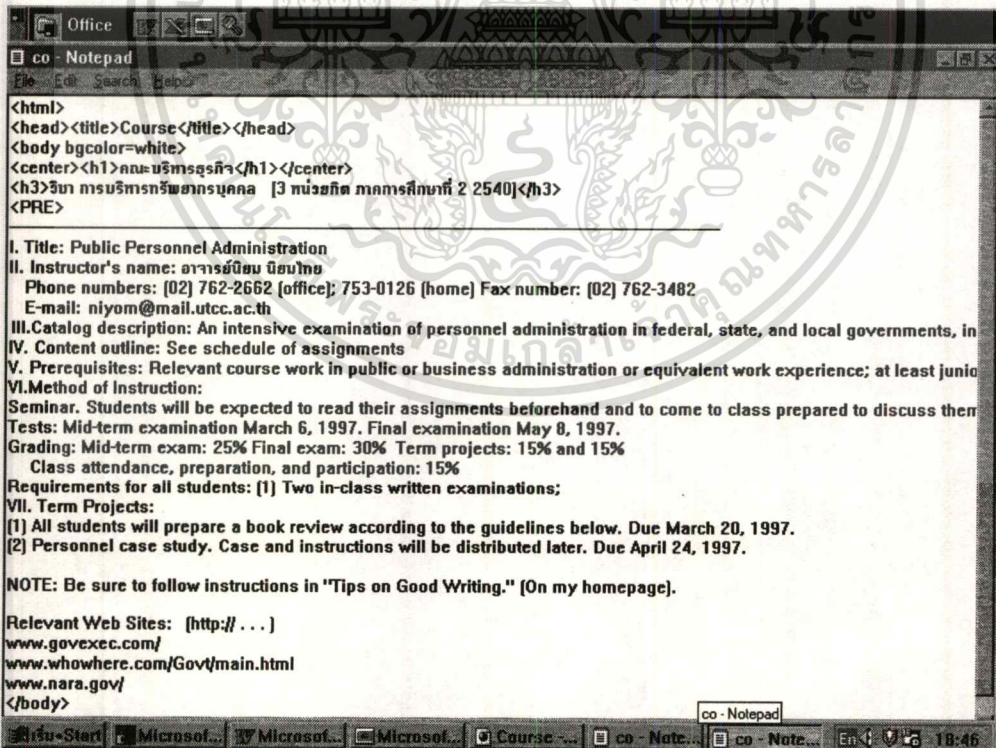 Office
co - Notepad
File Edit Search Help
<html>
<head><title>Course</title></head>
<body bgcolor=white>
<center><h1>คณะบริหารธุรกิจ</h1></center>
<h3>วิชา การบริหารทรัพยากรบุคคล [3 หน่วยกิต ภาคการศึกษาที่ 2 2540]</h3>
<PRE>
I. Title: Public Personnel Administration
II. Instructor's name: อาจารย์นิยม นิยมไทย
Phone numbers: (02) 762-2662 (office); 753-0126 (home) Fax number: (02) 762-3482
E-mail: niyom@mail.utcc.ac.th
III.Catalog description: An intensive examination of personnel administration in federal, state, and local governments, in
IV. Content outline: See schedule of assignments
V. Prerequisites: Relevant course work in public or business administration or equivalent work experience; at least junio
VI.Method of Instruction:
Seminar. Students will be expected to read their assignments beforehand and to come to class prepared to discuss them
Tests: Mid-term examination March 6, 1997. Final examination May 8, 1997.
Grading: Mid-term exam: 25% Final exam: 30% Term projects: 15% and 15%
Class attendance, preparation, and participation: 15%
Requirements for all students: (1) Two in-class written examinations;
VII. Term Projects:
(1) All students will prepare a book review according to the guidelines below. Due March 20, 1997.
(2) Personnel case study. Case and instructions will be distributed later. Due April 24, 1997.
NOTE: Be sure to follow instructions in "Tips on Good Writing." (On my homepage).
Relevant Web Sites: (http:// . . . )
www.govexec.com/
www.whowhere.com/Govt/main.html
www.nara.gov/
</body>
co - Notepad
เริ่ม-Start Microsof... Microsof... Microsof... Course -... co - Note... co - Note... En 18:46